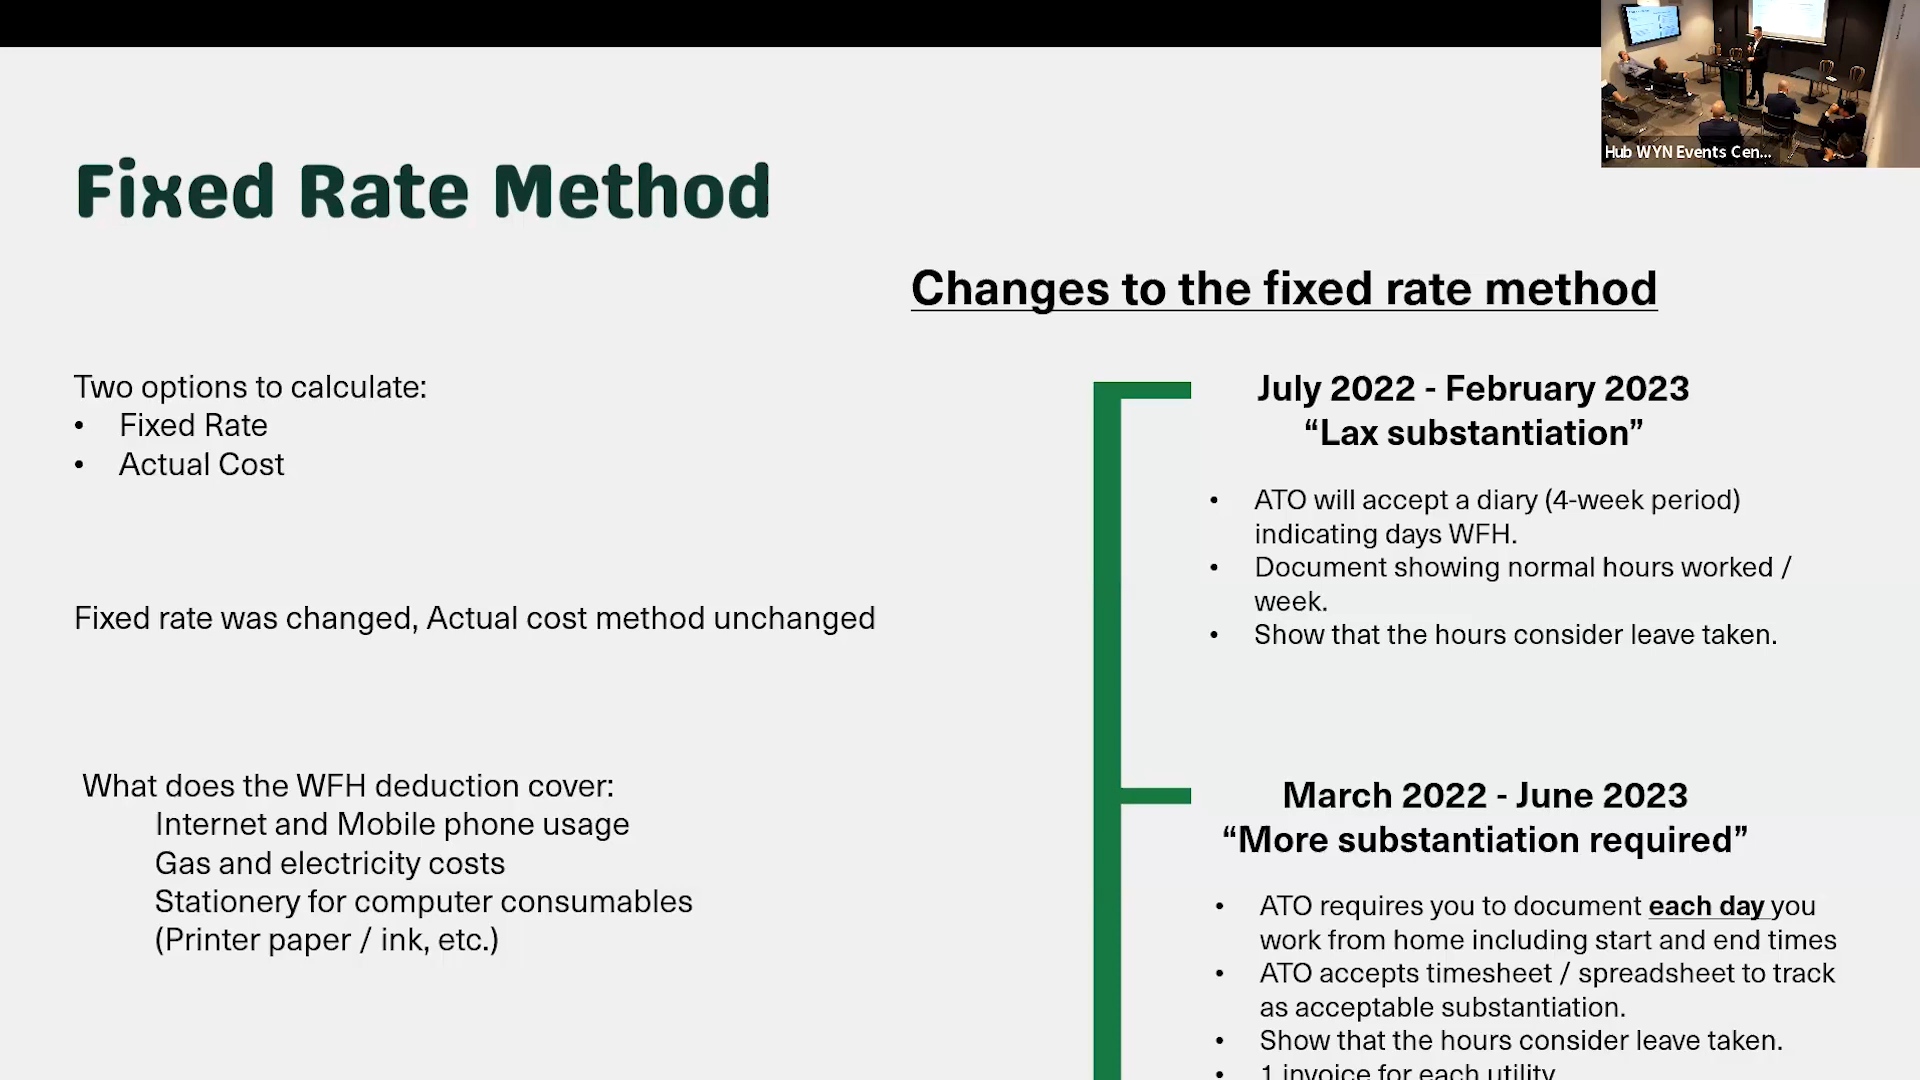 Hub WYN Events Cen...
Fixed Rate Method
Changes to the fixed rate method
Two options to calculate:
• Fixed Rate
• Actual Cost
Fixed rate was changed, Actual cost method unchanged
What does the WFH deduction cover:
Internet and Mobile phone usage
Gas and electricity costs
Stationery for computer consumables
(Printer paper / ink, etc.)
July 2022 - February 2023
“Lax substantiation”
• ATO will accept a diary (4-week period)
indicating days WFH.
• Document showing normal hours worked /
week.
• Show that the hours consider leave taken.
March 2022 - June 2023
“More substantiation required”
• ATO requires you to document each day you
work from home including start and end times
• ATO accepts timesheet / spreadsheet to track
as acceptable substantiation.
• Show that the hours consider leave taken.
• 1 invoice for each utility